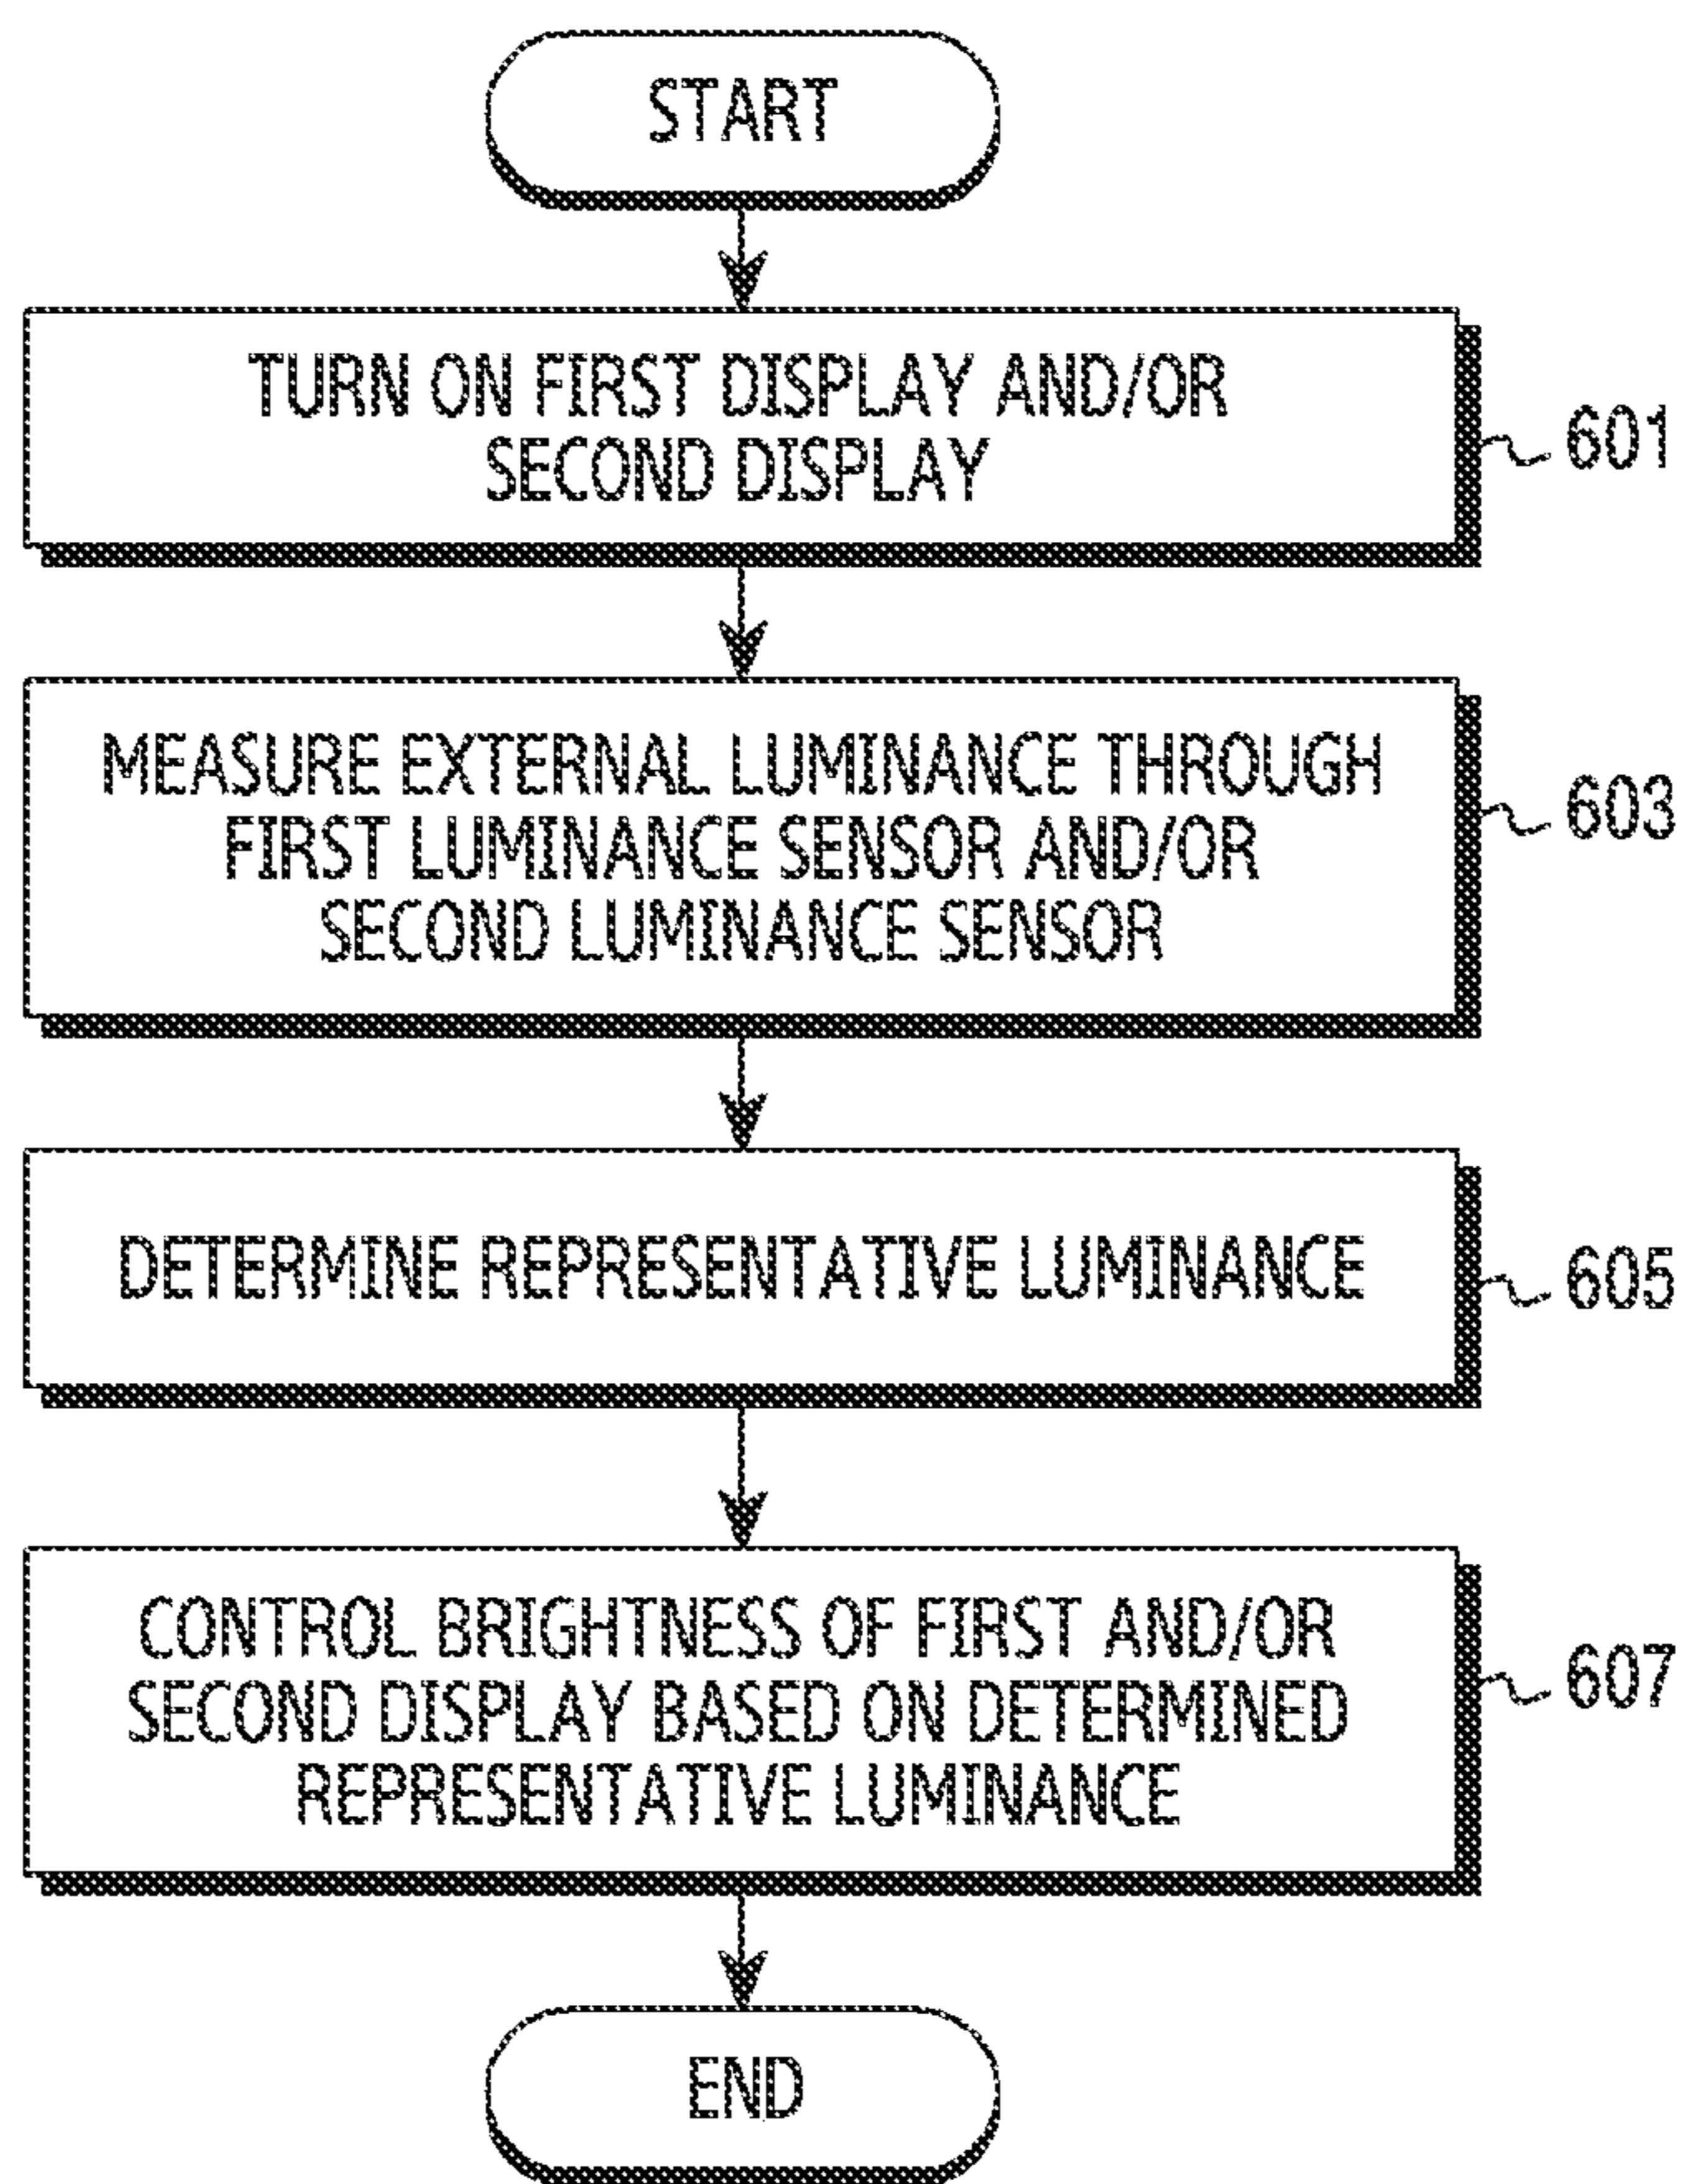 START
TURN ON FIRST DISPLAY AND/OR
SECOND DISPLAY
601
MEASURE EXTERNAL LUMINANCE THROUGH
FIRST LUMINANCE SENSOR AND/OR
SECOND LUMINANCE SENSOR
603
DETERMINE REPRESENTATIVE LUMINANCE
605
CONTROL BRIGHTNESS OF FIRST AND/OR
SECOND DISPLAY BASED ON DETERMINED
REPRESENTATIVE LUMINANCE
607
END